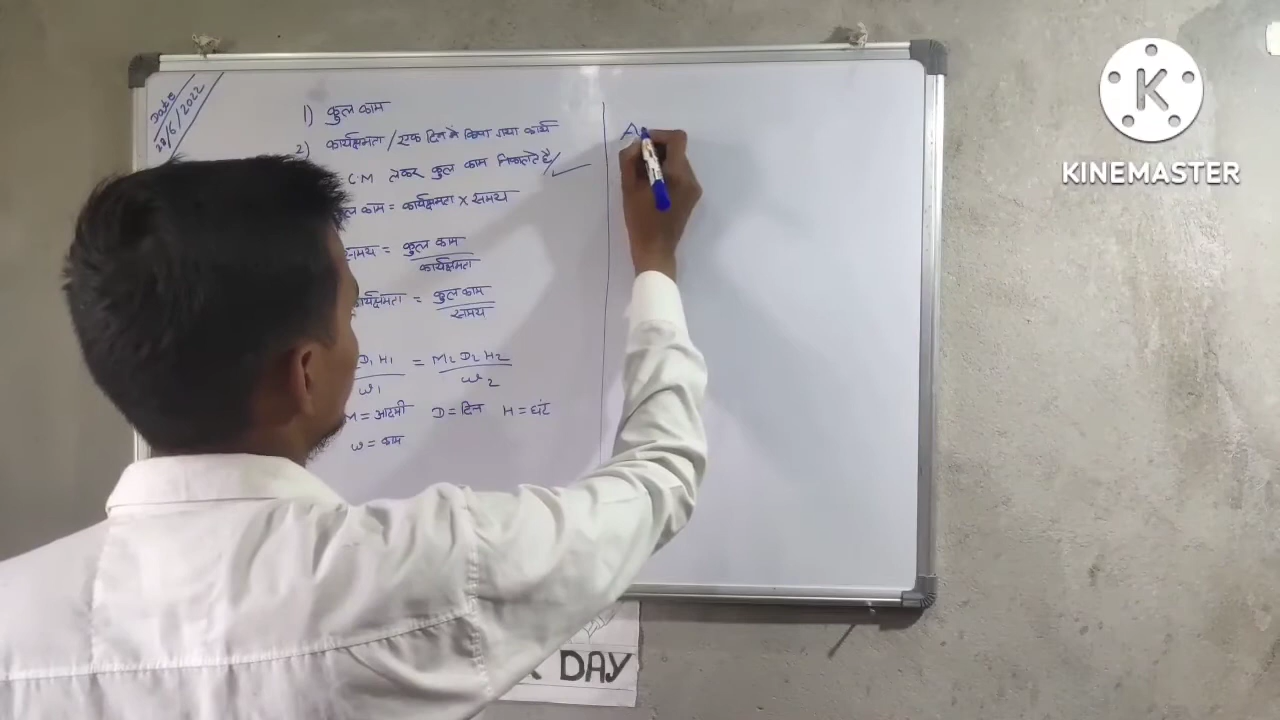 Date
28/6/2022
1) कुल काम
2) कार्यक्षमता / एक दिन में किया गया कार्य
C.M लेकर कुल काम निकालते है
कुल काम = कार्यक्षमता x समय
समय = कुल काम
कार्यक्षमता
कार्यक्षमता = कुल काम
समय
D1 H1 = M2 D2 H2
W1 W2
M = आदमी D = दिन H = घंटे
W = काम
A
K
KINEMASTER
DAY